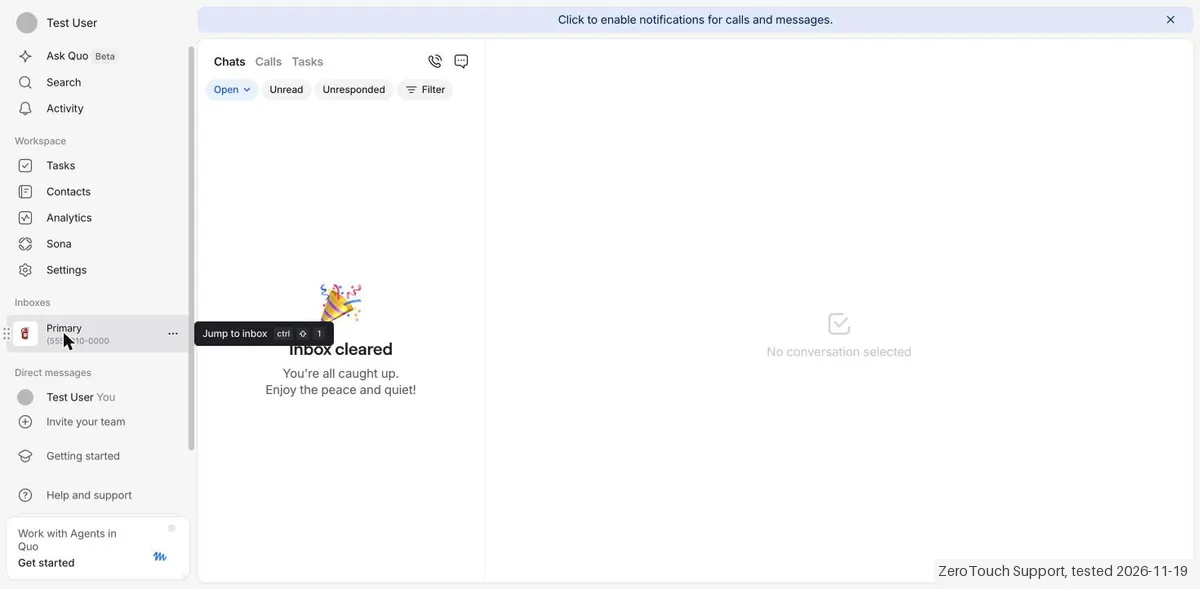 Test User
Click to enable notifications for calls and messages.
Ask Quo Beta
Search
Activity
Workspace
Tasks
Contacts
Analytics
Sona
Settings
Inboxes
Primary
(555 10-0000
Direct messages
Test User You
Invite your team
Getting started
Help and support
Work with Agents in
Quo
Get started
Chats Calls Tasks
Open Unread Unresponded Filter
Jump to inbox ctrl 1
Inbox cleared
You're all caught up.
Enjoy the peace and quiet!
No conversation selected
ZeroTouch Support, tested 2026-11-19